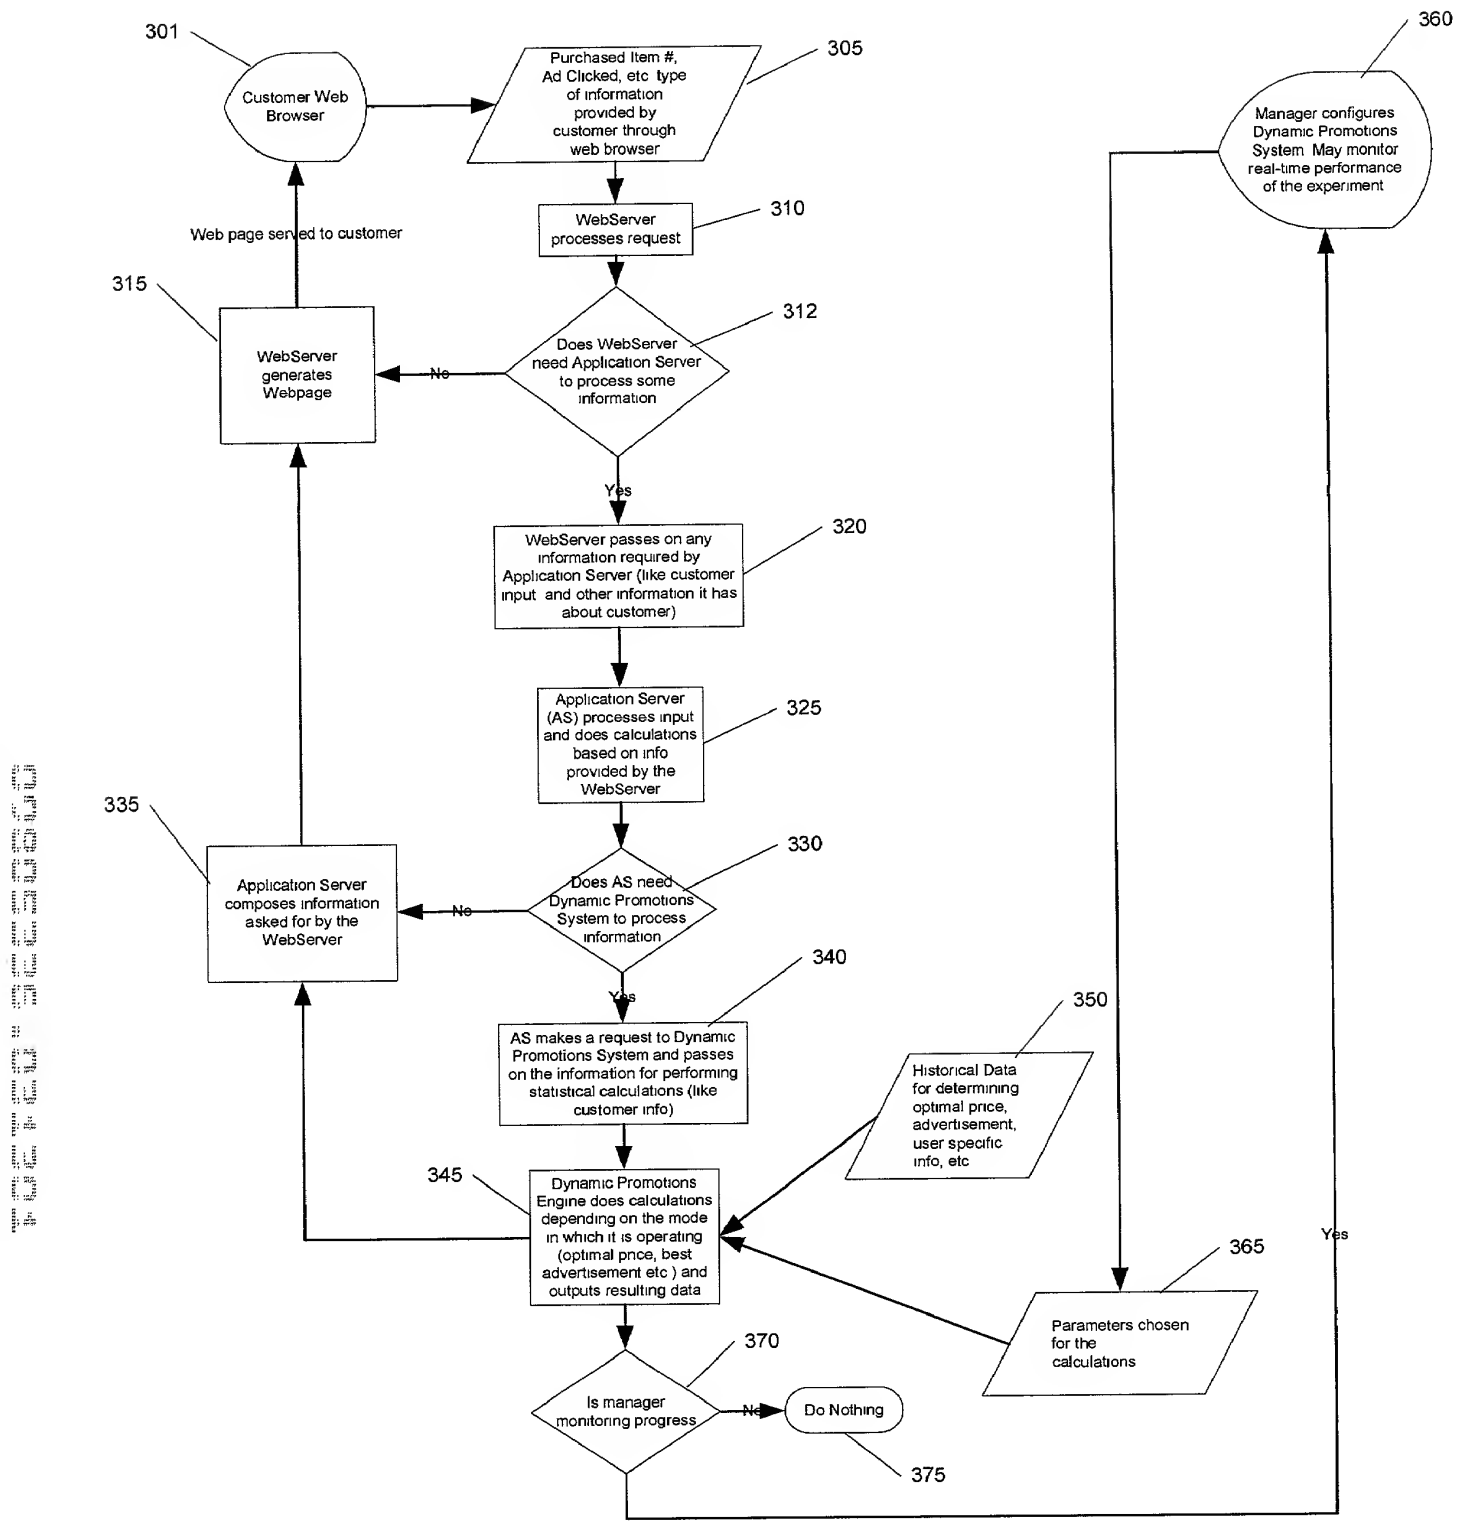 301
Customer Web
Browser
Purchased Item #,
Ad Clicked, etc type
of information
provided by
customer through
web browser
305
360
Manager configures
Dynamic Promotions
System May monitor
real-time performance
of the experiment
WebServer
processes request
310
Web page served to customer
315
WebServer
generates
Webpage
No
Does WebServer
need Application Server
to process some
information
312
Yes
WebServer passes on any
information required by
Application Server (like customer
input and other information it has
about customer)
320
Application Server
(AS) processes input
and does calculations
based on info
provided by the
WebServer
325
335
Application Server
composes information
asked for by the
WebServer
No
Does AS need
Dynamic Promotions
System to process
information
330
Yes
AS makes a request to Dynamic
Promotions System and passes
on the information for performing
statistical calculations (like
customer info)
340
350
Historical Data
for determining
optimal price,
advertisement,
user specific
info, etc
345
Dynamic Promotions
Engine does calculations
depending on the mode
in which it is operating
(optimal price, best
advertisement etc ) and
outputs resulting data
365
Parameters chosen
for the
calculations
Yes
370
Is manager
monitoring progress
No
Do Nothing
375